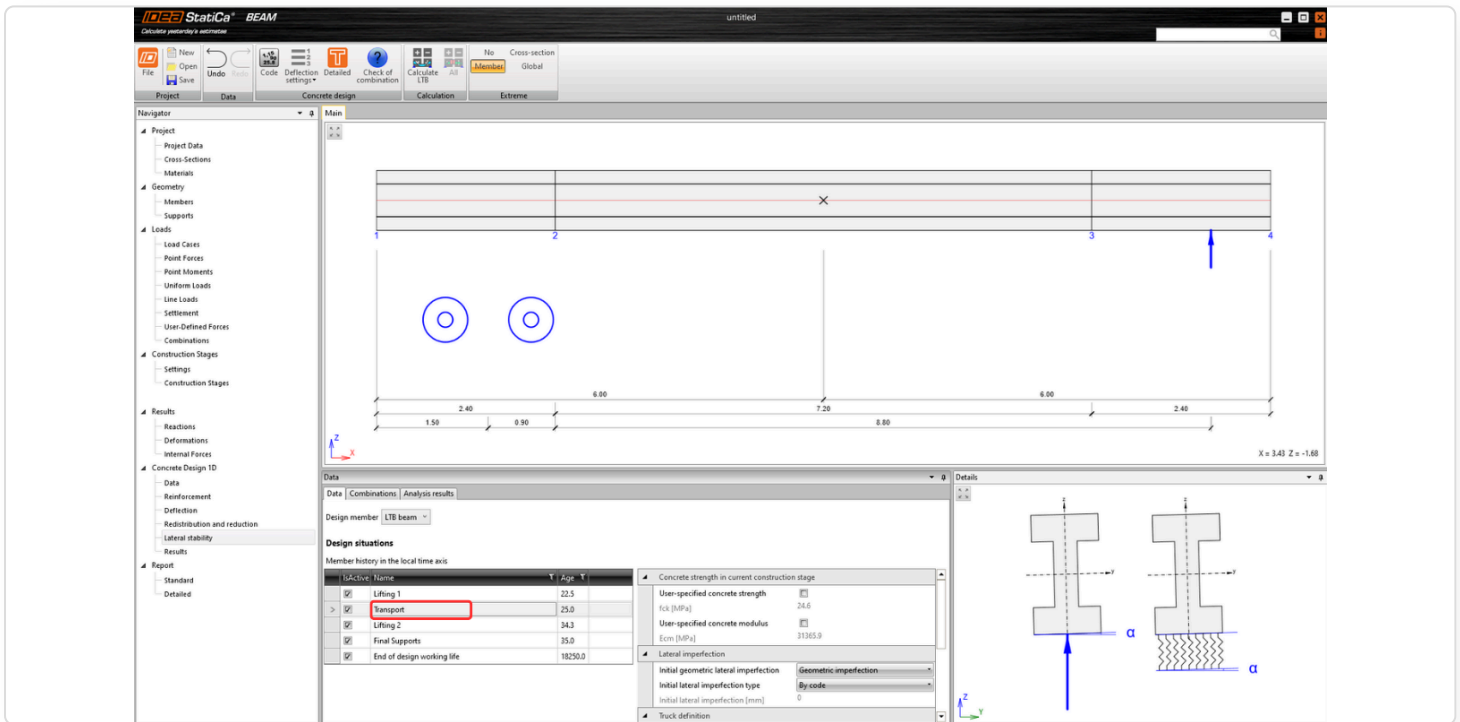 IDEA StatiCa® BEAM
untitled
Calculate yesterday's estimates
File
New
Open
Save
Undo
Redo
Code
Deflection settings
Detailed
Check of combination
Calculate LTB
All
No
Cross-section
Member
Global
Project
Data
Concrete design
Calculation
Extreme
Navigator
Project
Project Data
Cross-Sections
Materials
Geometry
Members
Supports
Loads
Load Cases
Point Forces
Point Moments
Uniform Loads
Line Loads
Settlement
User-Defined Forces
Combinations
Construction Stages
Settings
Construction Stages
Results
Reactions
Deformations
Internal Forces
Concrete Design 1D
Data
Reinforcement
Deflection
Redistribution and reduction
Lateral stability
Results
Report
Standard
Detailed
Main
1 2 3 4
6.00 6.00
2.40 7.20 2.40
1.50 0.90 8.80
Z
X
X = 3.43 Z = -1.68
Data
Data Combinations Analysis results
Design member LTB beam
Design situations
Member history in the local time axis
IsActive Name Age
Lifting 1 22.5
> Transport 25.0
Lifting 2 34.3
Final Supports 35.0
End of design working life 18250.0
Concrete strength in current construction stage
User-specified concrete strength
fck [MPa] 24.6
User-specified concrete modulus
Ecm [MPa] 31365.9
Lateral imperfection
Initial geometric lateral imperfection Geometric imperfection
Initial lateral imperfection type By code
Initial lateral imperfection [mm] 0
Truck definition
Details
z z
y y
α
α
Z
Y